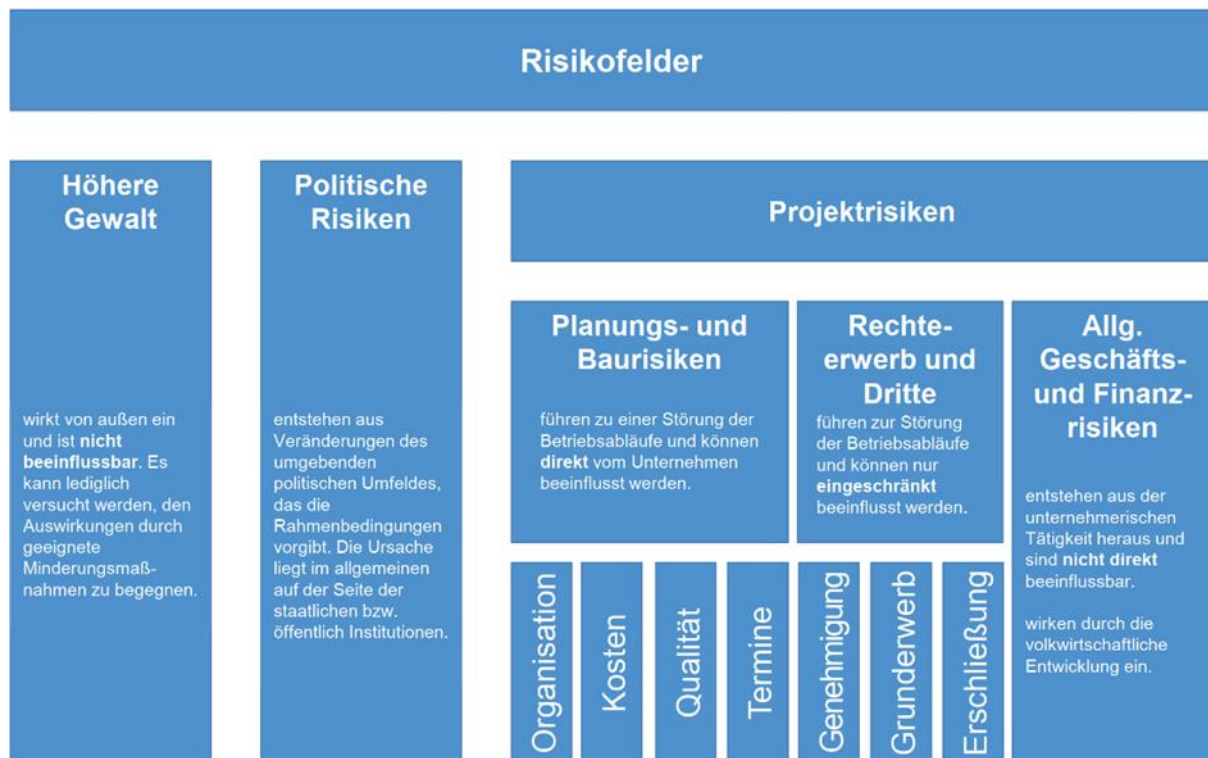 Risikofelder
Höhere
Gewalt
wirkt von außen ein
und ist nicht
beeinflussbar. Es
kann lediglich
versucht werden, den
Auswirkungen durch
geeignete
Minderungsmaß-
nahmen zu begegnen.
Politische
Risiken
entstehen aus
Veränderungen des
umgebenden
politischen Umfeldes,
das die
Rahmenbedingungen
vorgibt. Die Ursache
liegt im allgemeinen
auf der Seite der
staatlichen bzw.
öffentlich Institutionen.
Projektrisiken
Planungs- und
Baurisiken
führen zu einer Störung der
Betriebsabläufe und können
direkt vom Unternehmen
beeinflusst werden.
Organisation
Kosten
Qualität
Termine
Rechte-
erwerb und
Dritte
führen zur Störung
der Betriebsabläufe
und können nur
eingeschränkt
beeinflusst werden.
Genehmigung
Grunderwerb
Erschließung
Allg.
Geschäfts-
und Finanz-
risiken
entstehen aus der
unternehmerischen
Tätigkeit heraus und
sind nicht direkt
beeinflussbar.
wirken durch die
volkwirtschaftliche
Entwicklung ein.